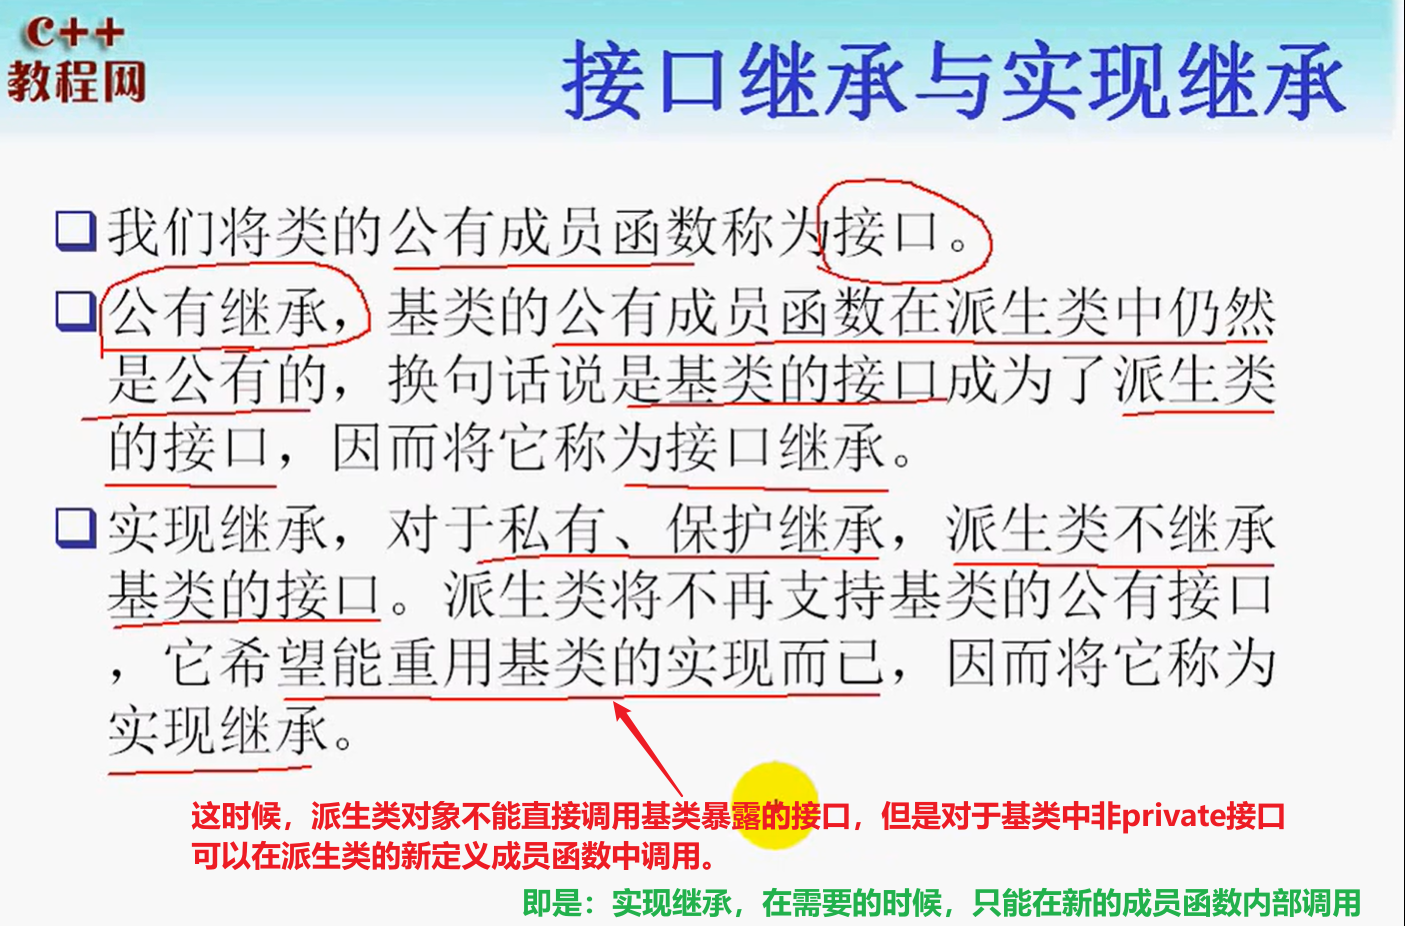 c++
教程网
接口继承与实现继承
我们将类的公有成员函数称为接口。
公有继承，基类的公有成员函数在派生类中仍然
是公有的，换句话说是基类的接口成为了派生类
的接口，因而将它称为接口继承。
实现继承，对于私有、保护继承，派生类不继承
基类的接口。派生类将不再支持基类的公有接口
，它希望能重用基类的实现而已，因而将它称为
实现继承。
这时候，派生类对象不能直接调用基类暴露的接口，但是对于基类中非private接口
可以在派生类的新定义成员函数中调用。
即是：实现继承，在需要的时候，只能在新的成员函数内部调用